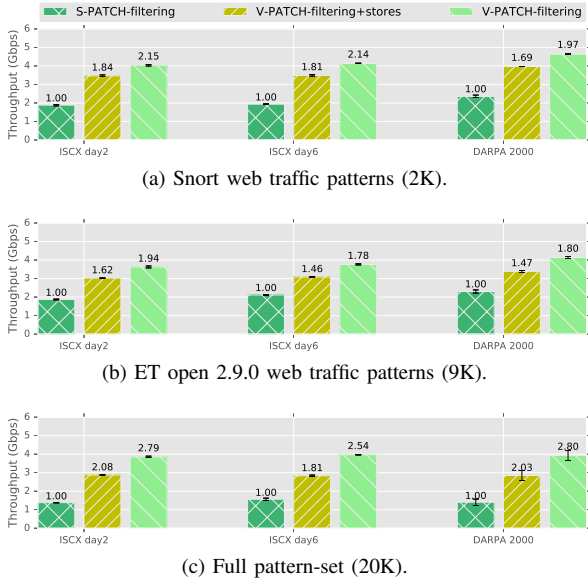 S-PATCH-filtering V-PATCH-filtering+stores V-PATCH-filtering
Throughput (Gbps)
6
5
4
3
2
1
0
1.00 1.84 2.15 1.00 1.81 2.14 1.00 1.69 1.97
ISCX day2 ISCX day6 DARPA 2000
(a) Snort web traffic patterns (2K).
Throughput (Gbps)
6
5
4
3
2
1
0
1.00 1.62 1.94 1.00 1.46 1.78 1.00 1.47 1.80
ISCX day2 ISCX day6 DARPA 2000
(b) ET open 2.9.0 web traffic patterns (9K).
Throughput (Gbps)
6
5
4
3
2
1
0
1.00 2.08 2.79 1.00 1.81 2.54 1.00 2.03 2.80
ISCX day2 ISCX day6 DARPA 2000
(c) Full pattern-set (20K).